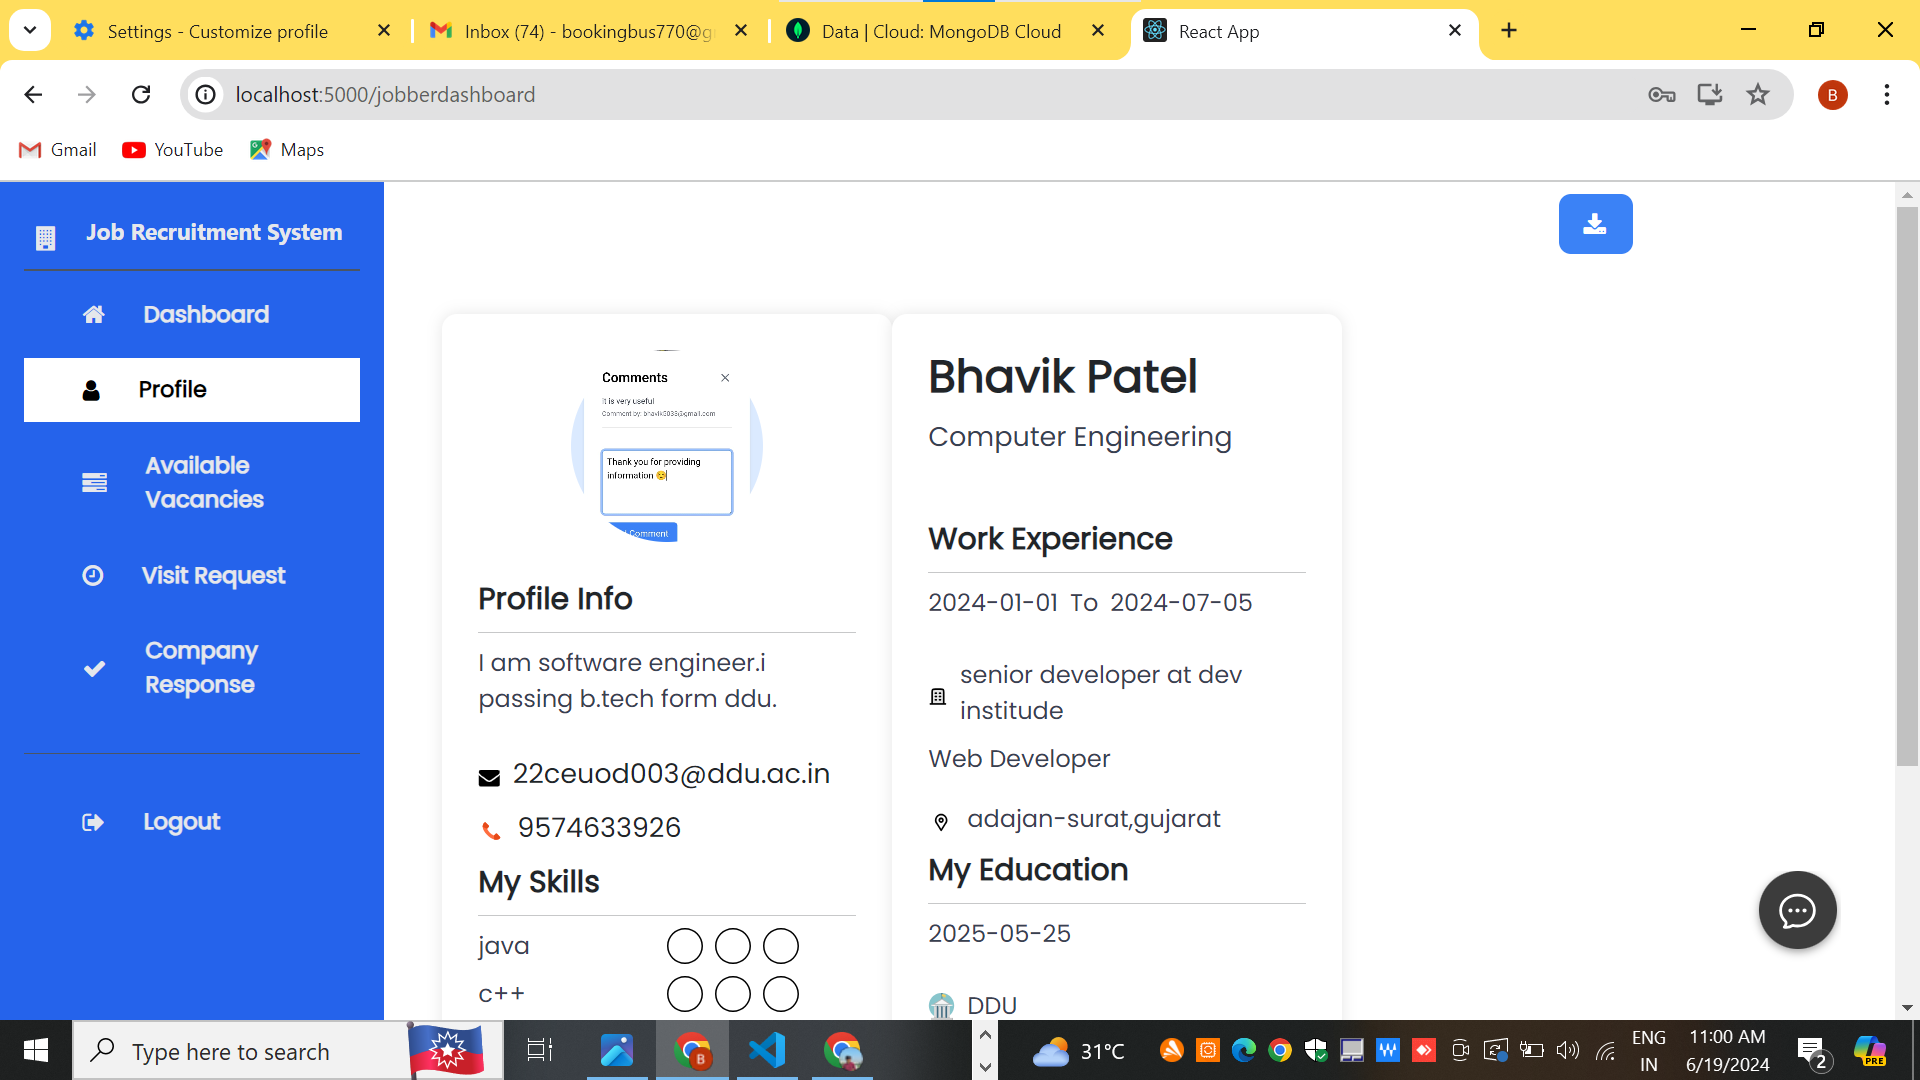 Settings - Customize profile
Inbox (74) - bookingbus770@g
Data | Cloud: MongoDB Cloud
React App
localhost:5000/jobberdashboard
B
Gmail
YouTube
Maps
Job Recruitment System
Dashboard
Profile
Available
Vacancies
Visit Request
Company
Response
Logout
Comments
It is very useful
Comment by: bhavik5033@gmail.com
Thank you for providing
information ☺️
Comment
Profile Info
I am software engineer.i
passing b.tech form ddu.
22ceuod003@ddu.ac.in
9574633926
My Skills
java
c++
Bhavik Patel
Computer Engineering
Work Experience
2024-01-01 To 2024-07-05
senior developer at dev
institude
Web Developer
adajan-surat,gujarat
My Education
2025-05-25
DDU
Type here to search
B
31°C
W
ENG
IN
11:00 AM
6/19/2024
2
PRE